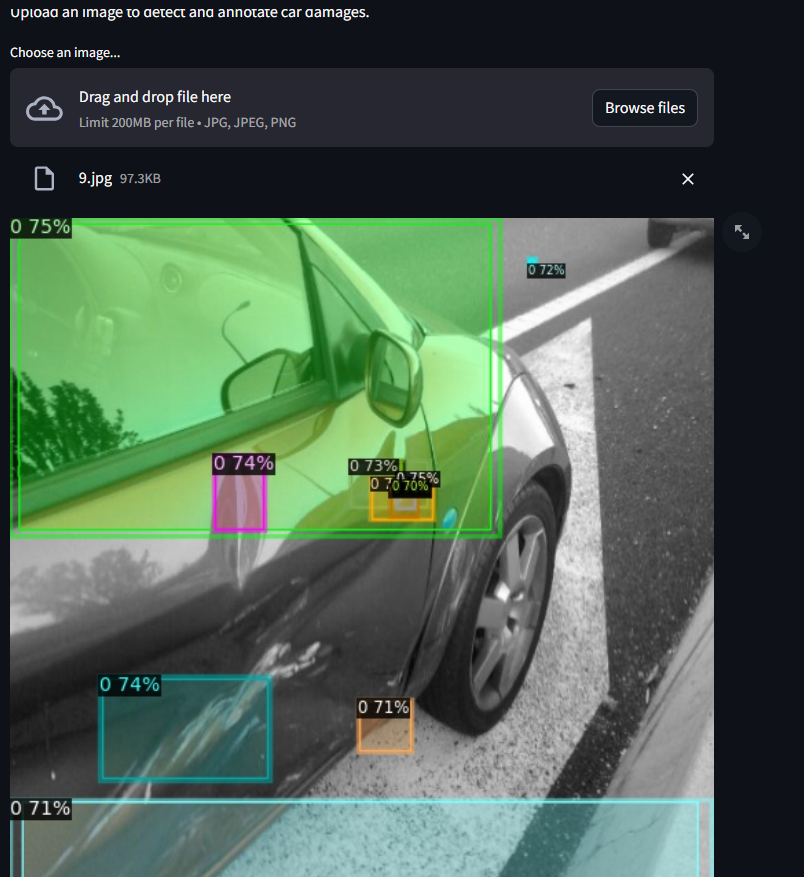 Upload an image to detect and annotate car damages.
Choose an image...
Drag and drop file here
Limit 200MB per file • JPG, JPEG, PNG
Browse files
9.jpg 97.3KB
0 75%
0 72%
0 74%
0 73%
0.75%
0 7
0 70%
0 74%
0 71%
0 71%